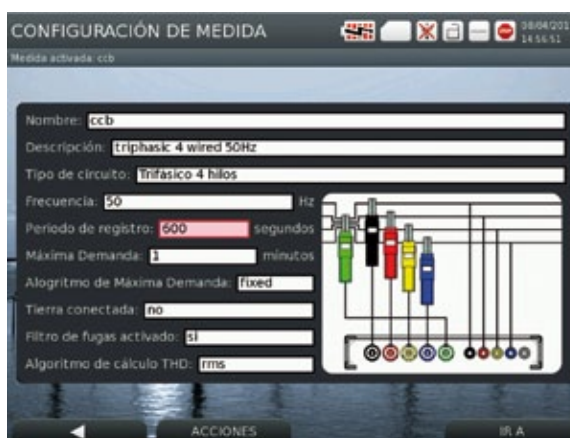 CONFIGURACIÓN DE MEDIDA
08/04/201
14:56:51
Medida activada: ccb
Nombre: ccb
Descripción: triphasic 4 wired 50Hz
Tipo de circuito: Trifásico 4 hilos
Frecuencia: 50 Hz
Periodo de registro: 600 segundos
Máxima Demanda: 1 minutos
Alogritmo de Máxima Demanda: fixed
Tierra conectada: no
Filtro de fugas activado: si
Algoritmo de cálculo THD: rms
ACCIONES
IR A